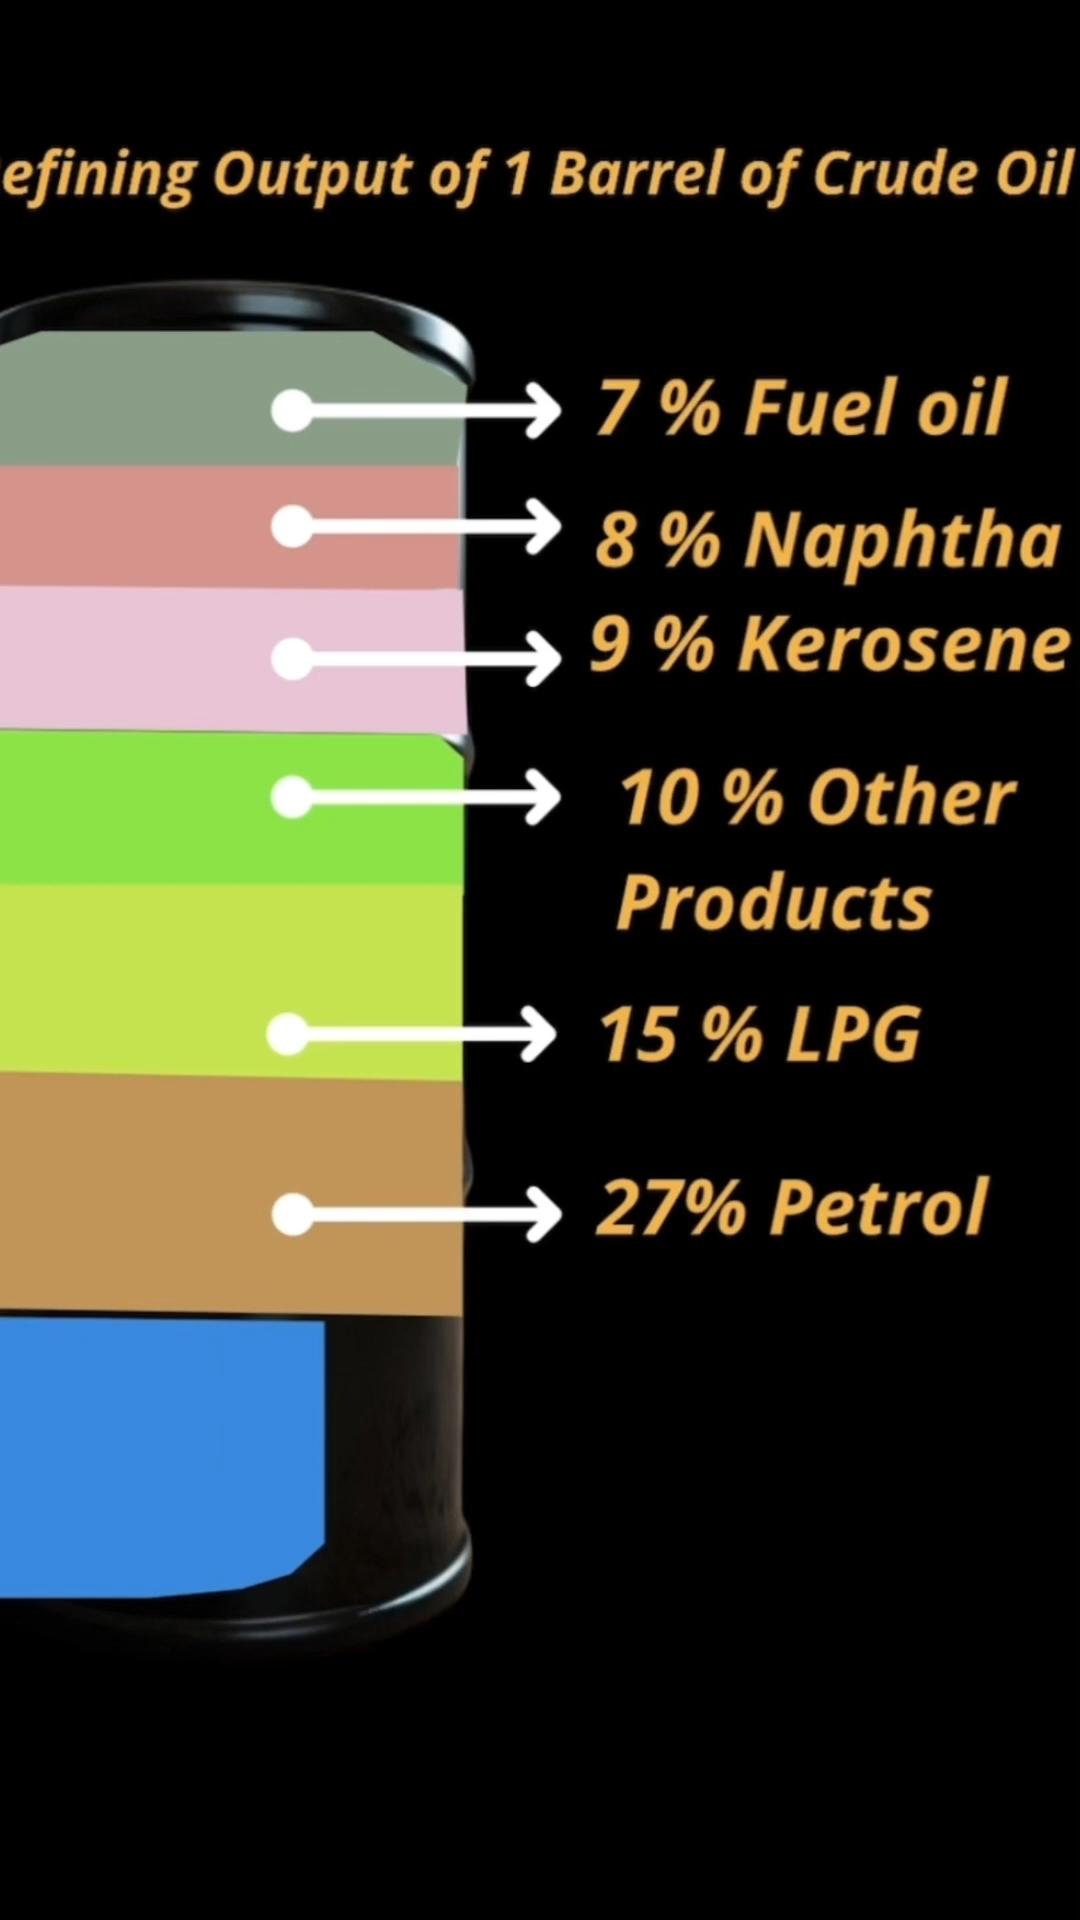 efining Output of 1 Barrel of Crude Oil
7 % Fuel oil
8 % Naphtha
9 % Kerosene
10 % Other
Products
15 % LPG
27% Petrol